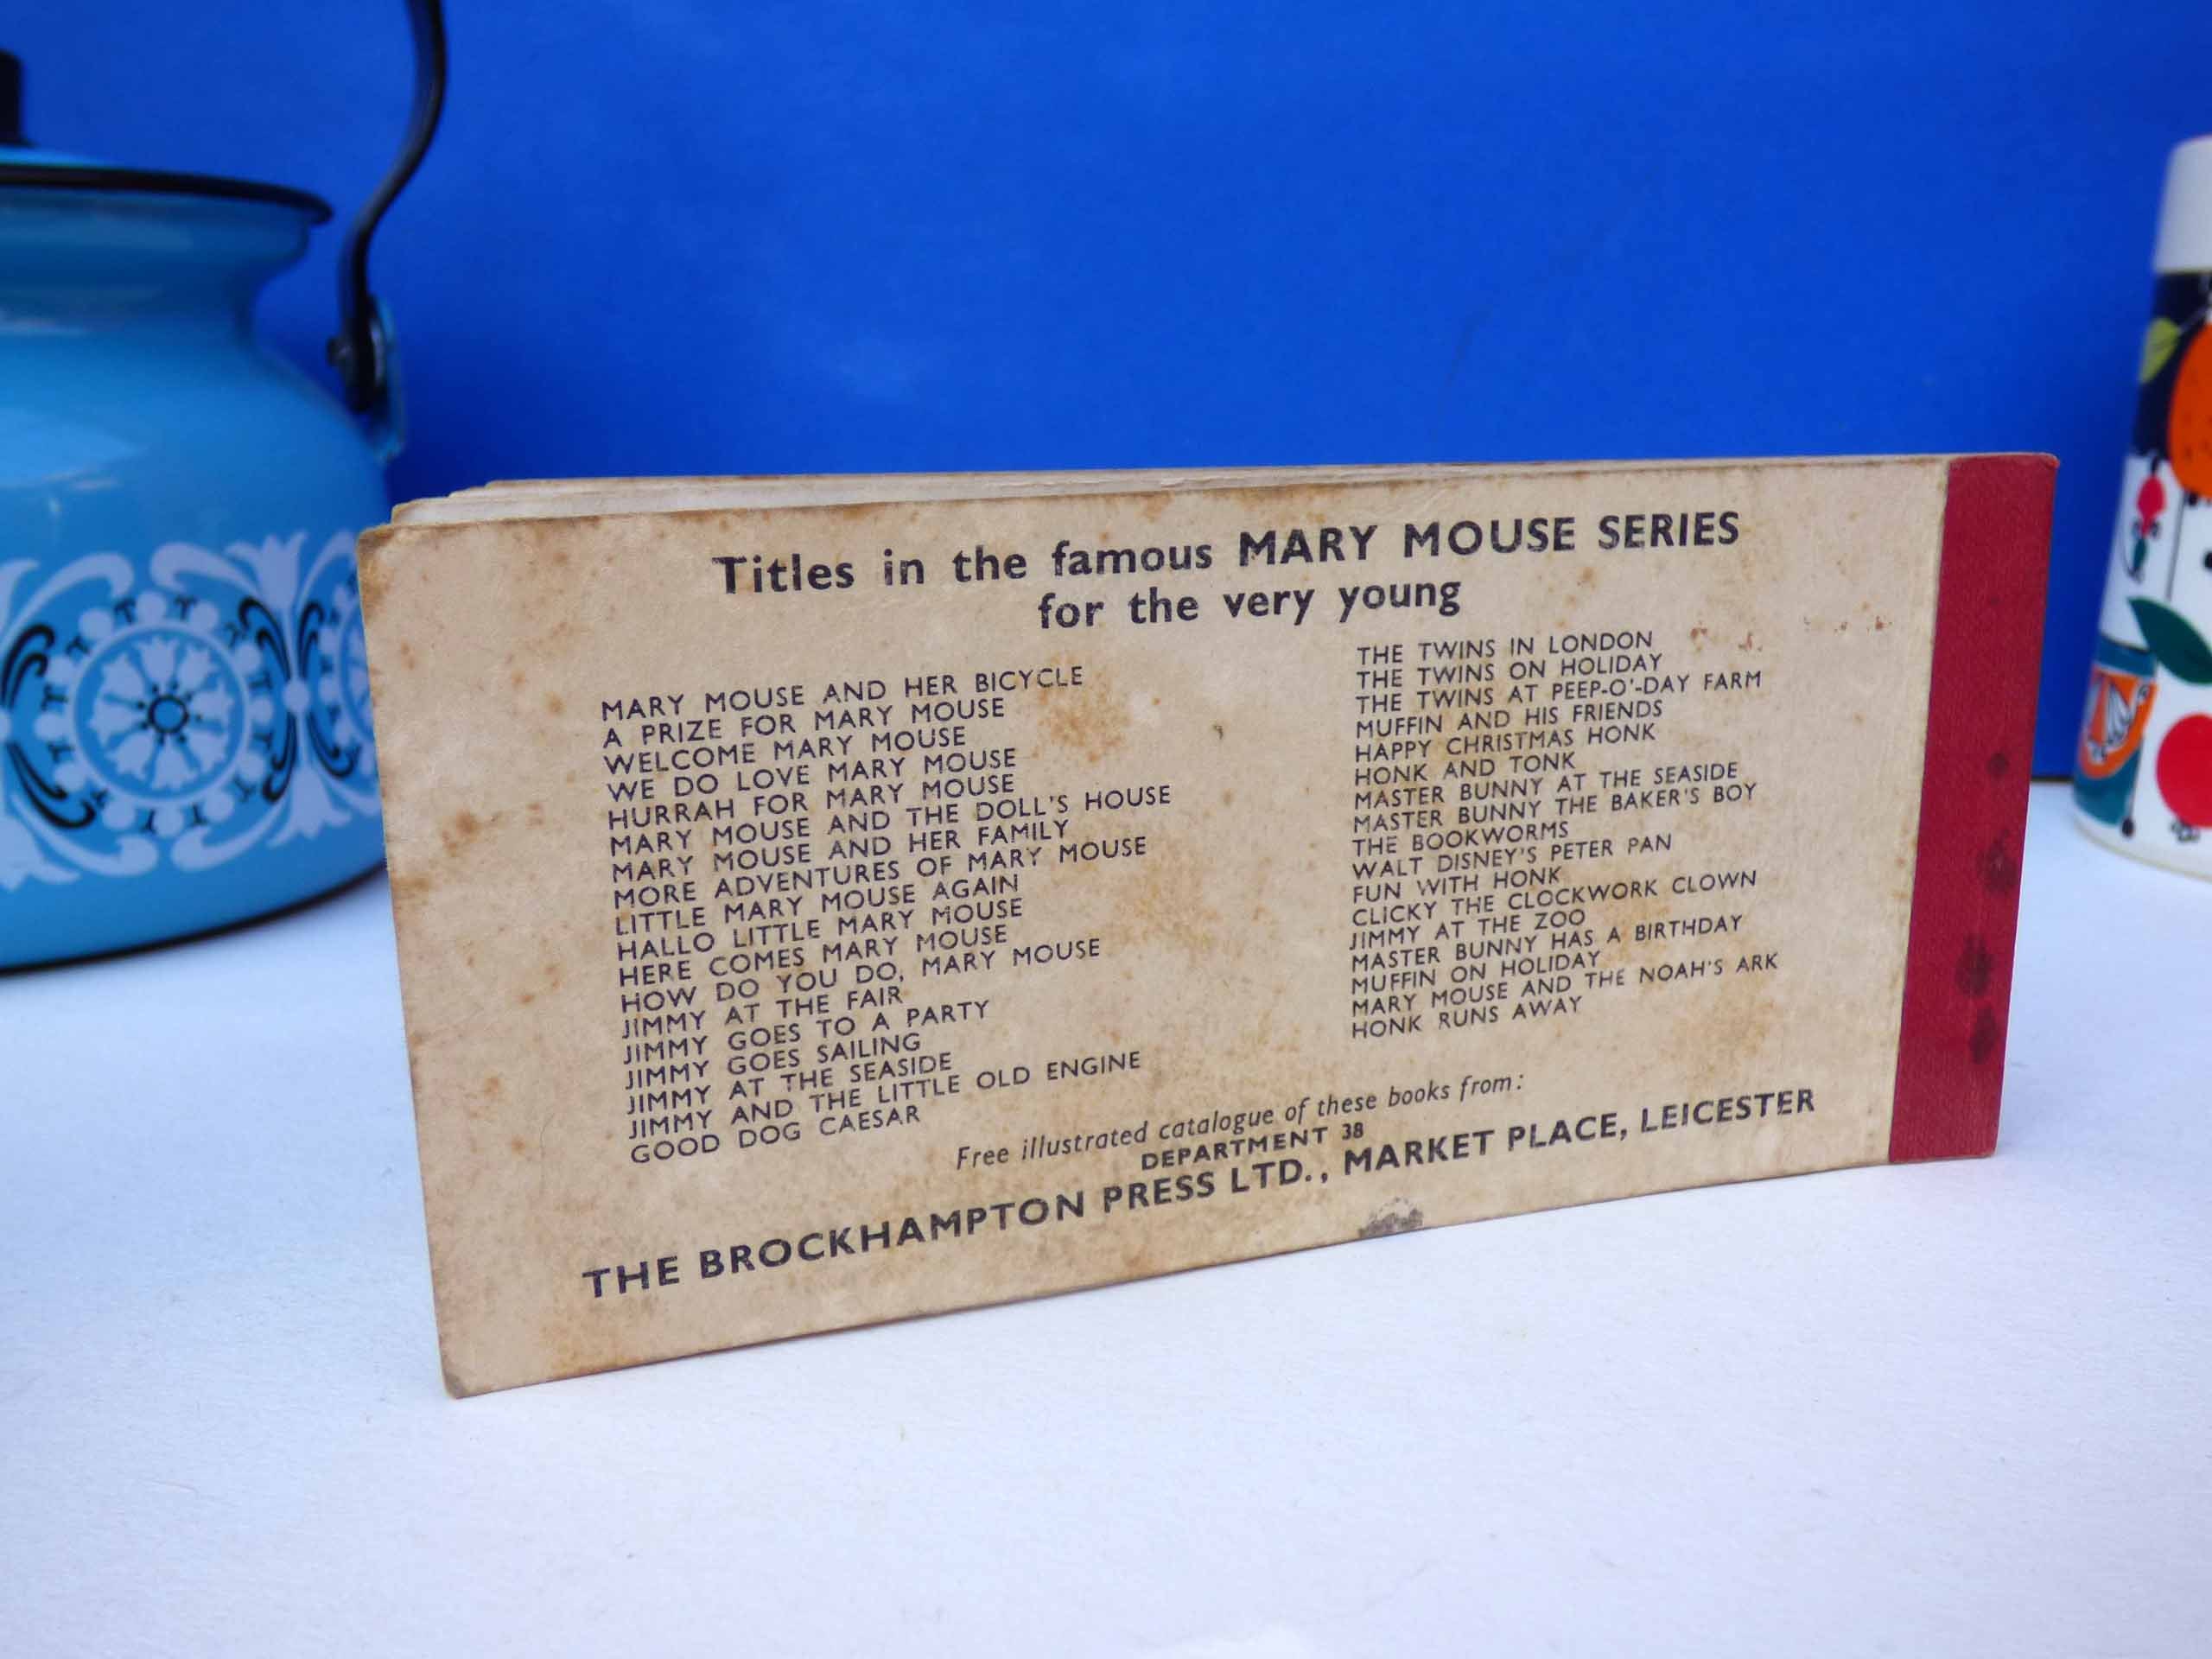 Titles in the famous MARY MOUSE SERIES
for the very young
MARY MOUSE AND HER BICYCLE
A PRIZE FOR MARY MOUSE
WELCOME MARY MOUSE
WE DO LOVE MARY MOUSE
HURRAH FOR MARY MOUSE
MARY MOUSE AND THE DOLL'S HOUSE
MARY MOUSE AND HER FAMILY
MORE ADVENTURES OF MARY MOUSE
LITTLE MARY MOUSE AGAIN
HALLO LITTLE MARY MOUSE
HERE COMES MARY MOUSE
HOW DO YOU DO, MARY MOUSE
JIMMY AT THE FAIR
JIMMY GOES TO A PARTY
JIMMY GOES SAILING
JIMMY AT THE SEASIDE
JIMMY AND THE LITTLE OLD ENGINE
GOOD DOG CAESAR
THE TWINS IN LONDON
THE TWINS ON HOLIDAY
THE TWINS AT PEEP-O'-DAY FARM
MUFFIN AND HIS FRIENDS
HAPPY CHRISTMAS HONK
HONK AND TONK
MASTER BUNNY AT THE SEASIDE
MASTER BUNNY THE BAKER'S BOY
THE BOOKWORMS
WALT DISNEY'S PETER PAN
FUN WITH HONK
CLICKY THE CLOCKWORK CLOWN
JIMMY AT THE ZOO
MASTER BUNNY HAS A BIRTHDAY
MUFFIN ON HOLIDAY
MARY MOUSE AND THE NOAH'S ARK
HONK RUNS AWAY
Free illustrated catalogue of these books from:
DEPARTMENT 38
THE BROCKHAMPTON PRESS LTD., MARKET PLACE, LEICESTER